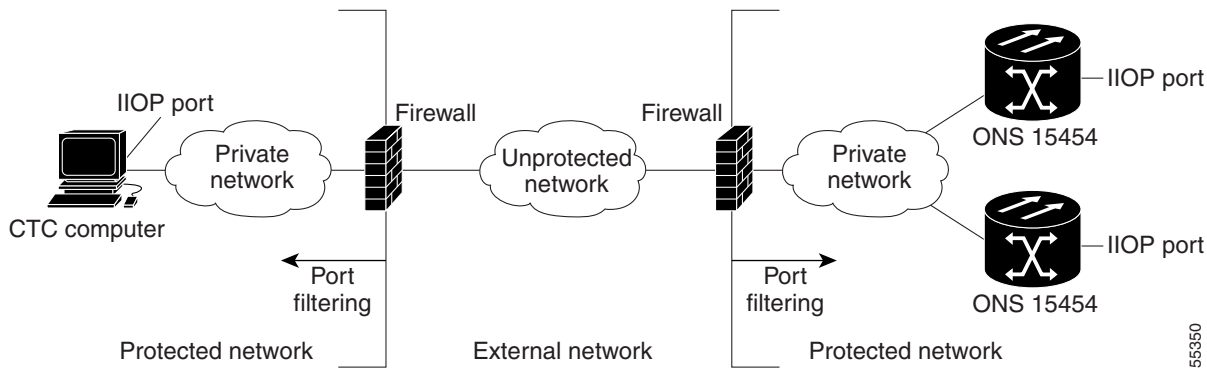 IIOP port
Firewall
Firewall
IIOP port
Private
network
Unprotected
network
Private
network
ONS 15454
CTC computer
IIOP port
Port
filtering
Port
filtering
ONS 15454
Protected network
External network
Protected network
55350